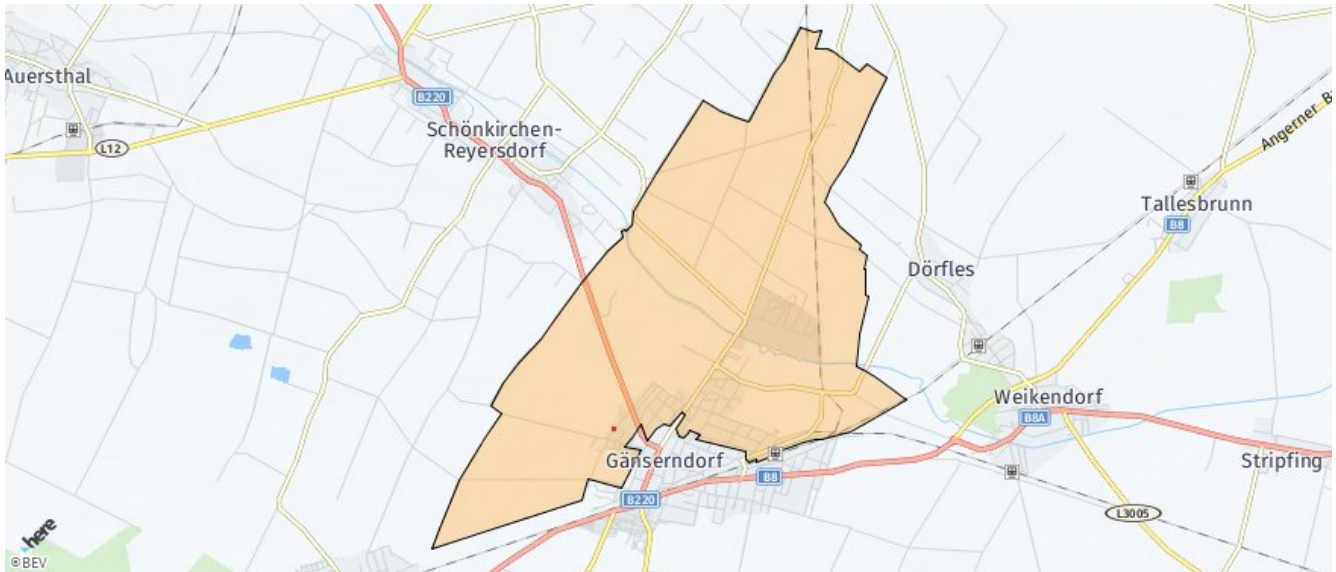 Auersthal
B220
L12
Schönkirchen-
Reyersdorf
Angerner B
Tallesbrunn
B8
Dörfles
Weikendorf
B8A
Gänserndorf
B8
Stripfing
B220
L3005
here
©BEV